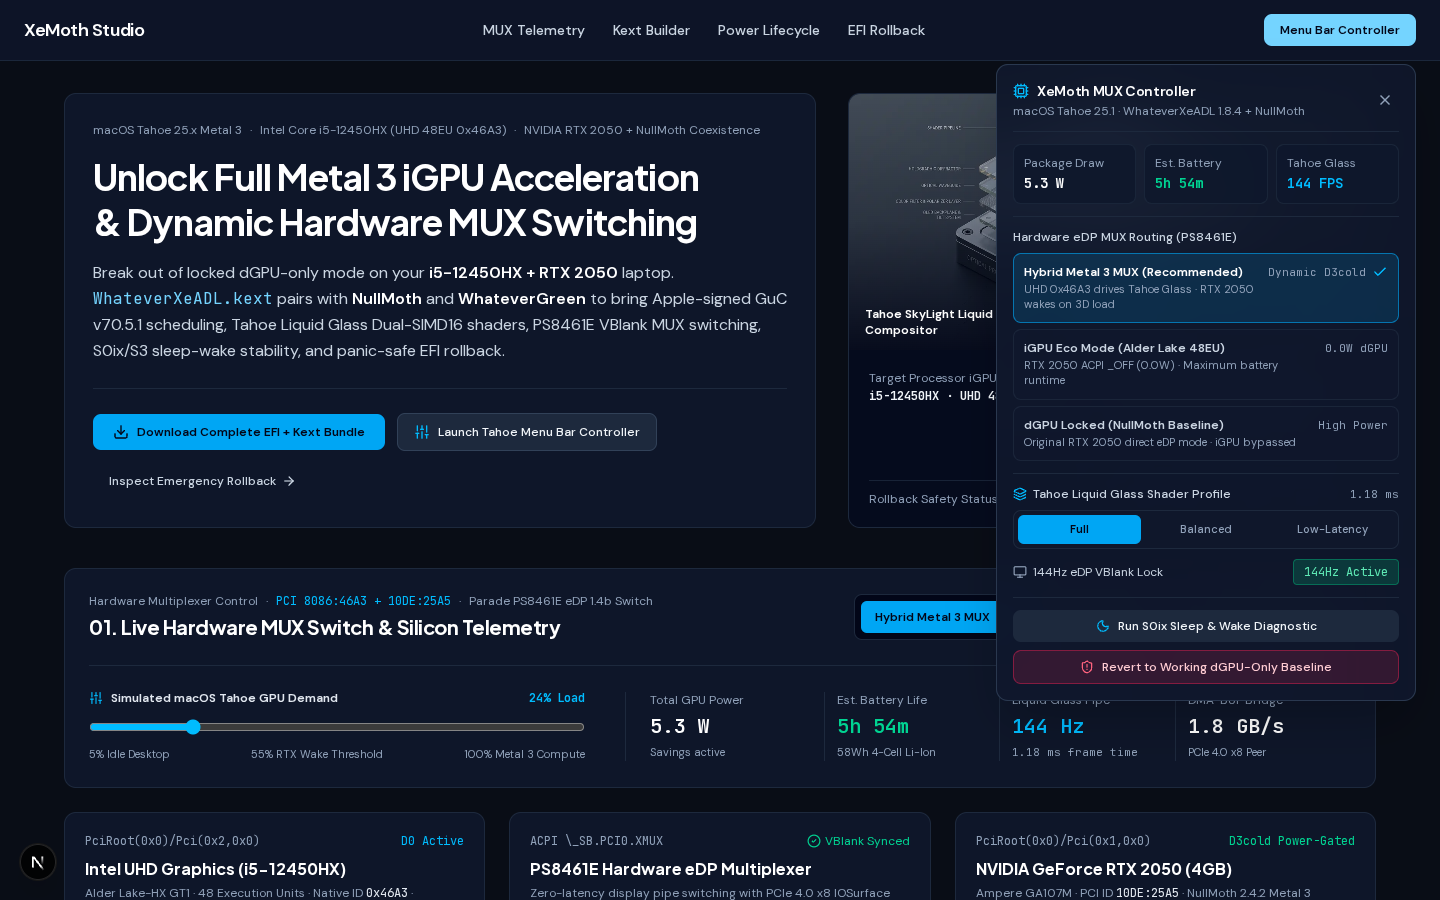 XeMoth Studio
MUX Telemetry
Kext Builder
Power Lifecycle
EFI Rollback
Menu Bar Controller
macOS Tahoe 25.x Metal 3 · Intel Core i5-12450HX (UHD 48EU 0x46A3) · NVIDIA RTX 2050 + NullMoth Coexistence
Unlock Full Metal 3 iGPU Acceleration
& Dynamic Hardware MUX Switching
Break out of locked dGPU-only mode on your i5-12450HX + RTX 2050 laptop.
WhateverXeADL.kext pairs with NullMoth and WhateverGreen to bring Apple-signed GuC
v70.5.1 scheduling, Tahoe Liquid Glass Dual-SIMD16 shaders, PS8461E VBlank MUX switching,
S0ix/S3 sleep-wake stability, and panic-safe EFI rollback.
Download Complete EFI + Kext Bundle
Launch Tahoe Menu Bar Controller
Inspect Emergency Rollback
SHADER PIPELINE
Tahoe SkyLight Liquid
Compositor
Target Processor iGPU
i5-12450HX · UHD
Rollback Safety Status
XeMoth MUX Controller
macOS Tahoe 25.1 · WhateverXeADL 1.8.4 + NullMoth
Package Draw
5.3 W
Est. Battery
5h 54m
Tahoe Glass
144 FPS
Hardware eDP MUX Routing (PS8461E)
Hybrid Metal 3 MUX (Recommended)
Dynamic D3cold
UHD 0x46A3 drives Tahoe Glass · RTX 2050
wakes on 3D load
iGPU Eco Mode (Alder Lake 48EU)
0.0W dGPU
RTX 2050 ACPI _OFF (0.0W) · Maximum battery
runtime
dGPU Locked (NullMoth Baseline)
High Power
Original RTX 2050 direct eDP mode · iGPU bypassed
Tahoe Liquid Glass Shader Profile
1.18 ms
Full
Balanced
Low-Latency
144Hz eDP VBlank Lock
144Hz Active
Run S0ix Sleep & Wake Diagnostic
Revert to Working dGPU-Only Baseline
Hardware Multiplexer Control · PCI 8086:46A3 + 10DE:25A5 · Parade PS8461E eDP 1.4b Switch
01. Live Hardware MUX Switch & Silicon Telemetry
Hybrid Metal 3 MUX
Simulated macOS Tahoe GPU Demand
24% Load
5% Idle Desktop
55% RTX Wake Threshold
100% Metal 3 Compute
Total GPU Power
5.3 W
Savings active
Est. Battery Life
5h 54m
58Wh 4-Cell Li-Ion
Liquid Glass Pipe
144 Hz
1.18 ms frame time
DMA-BUF Bridge
1.8 GB/s
PCIe 4.0 x8 Peer
PciRoot(0x0)/Pci(0x2,0x0)
D0 Active
Intel UHD Graphics (i5-12450HX)
Alder Lake-HX GT1 · 48 Execution Units · Native ID 0x46A3 ·
ACPI \_SB.PCI0.XMUX
VBlank Synced
PS8461E Hardware eDP Multiplexer
Zero-latency display pipe switching with PCIe 4.0 x8 IOSurface
PciRoot(0x0)/Pci(0x1,0x0)
D3cold Power-Gated
NVIDIA GeForce RTX 2050 (4GB)
Ampere GA107M · PCI ID 10DE:25A5 · NullMoth 2.4.2 Metal 3
N